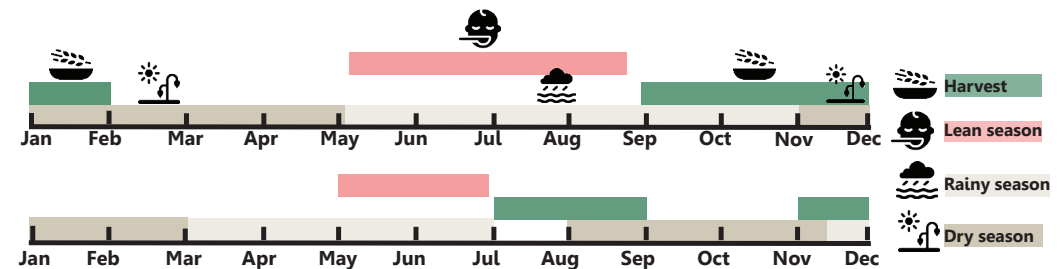 Jan Feb Mar Apr May Jun Jul Aug Sep Oct Nov Dec
Jan Feb Mar Apr May Jun Jul Aug Sep Oct Nov Dec
Harvest
Lean season
Rainy season
Dry season